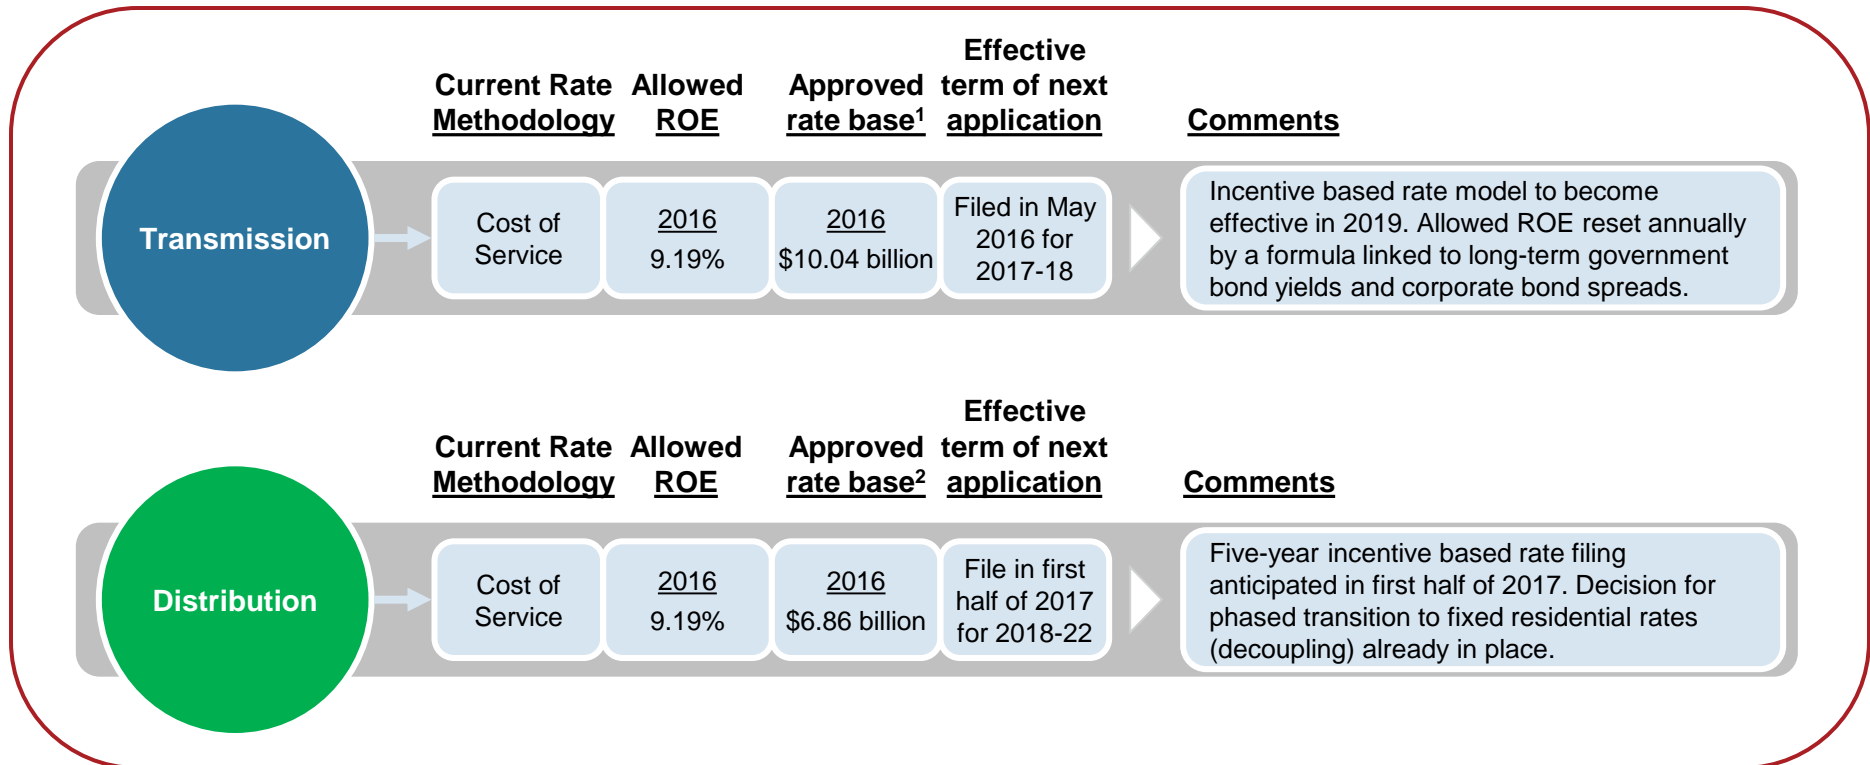 Effective
Current Rate Allowed Approved term of next
Methodology ROE rate base¹ application Comments
Transmission
Cost of
Service
2016
9.19%
2016
$10.04 billion
Filed in May
2016 for
2017-18
Incentive based rate model to become
effective in 2019. Allowed ROE reset annually
by a formula linked to long-term government
bond yields and corporate bond spreads.
Effective
Current Rate Allowed Approved term of next
Methodology ROE rate base² application Comments
Distribution
Cost of
Service
2016
9.19%
2016
$6.86 billion
File in first
half of 2017
for 2018-22
Five-year incentive based rate filing
anticipated in first half of 2017. Decision for
phased transition to fixed residential rates
(decoupling) already in place.